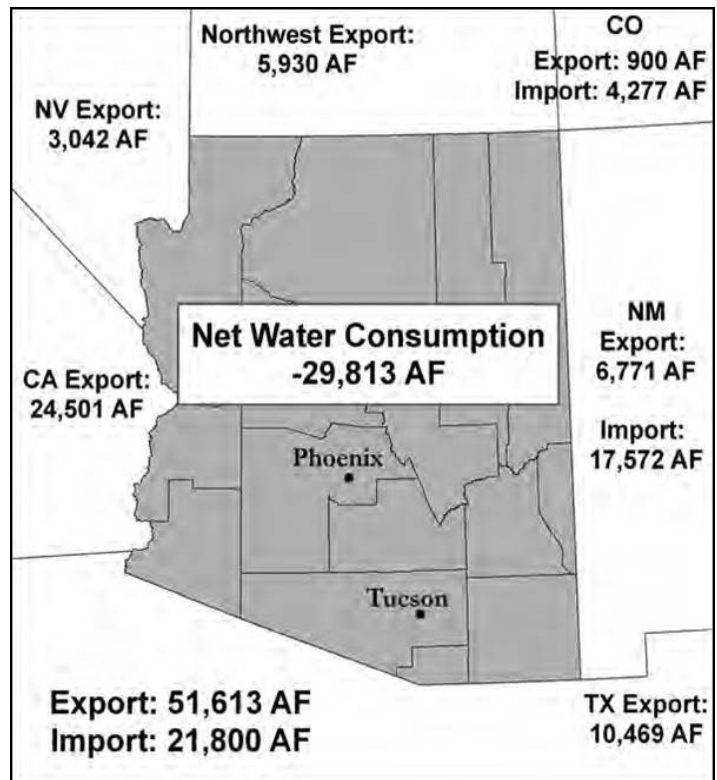 Northwest Export:
5,930 AF
CO
Export: 900 AF
Import: 4,277 AF
NV Export:
3,042 AF
Net Water Consumption
-29,813 AF
NM
Export:
6,771 AF
Import:
17,572 AF
CA Export:
24,501 AF
Phoenix
Tucson
Export: 51,613 AF
Import: 21,800 AF
TX Export:
10,469 AF